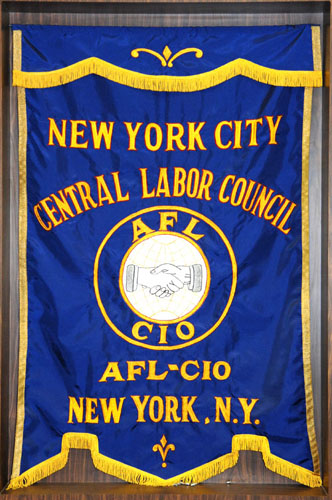 NEW YORK CITY
CENTRAL LABOR COUNCIL
AFL
CIO
AFL-CIO
NEW YORK, N.Y.